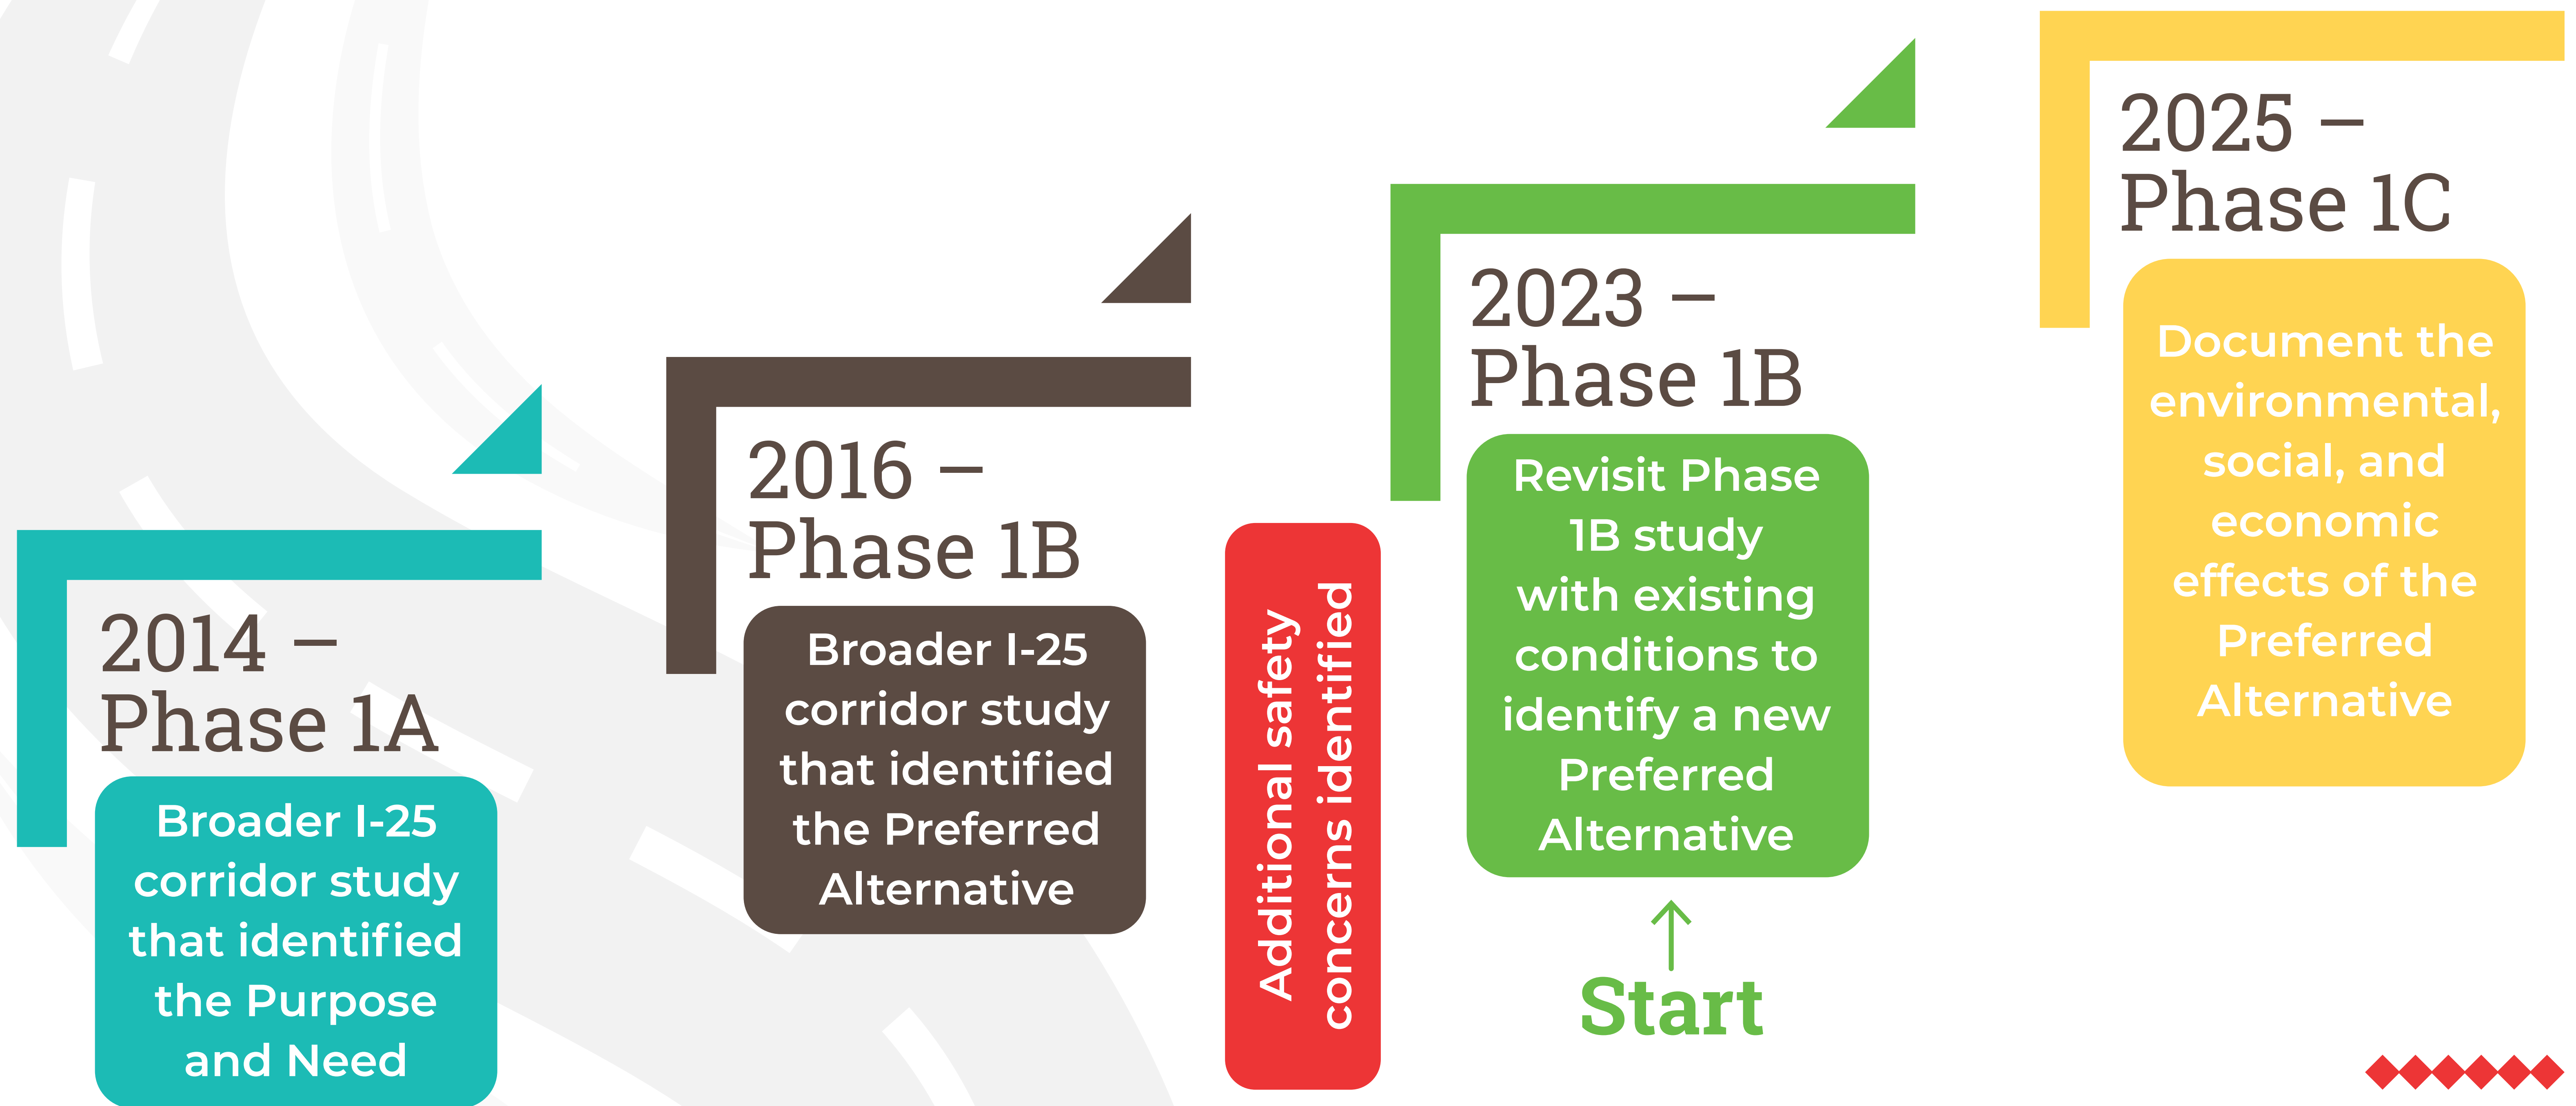 2014 –
Phase 1A
Broader I-25
corridor study
that identified
the Purpose
and Need
2016 –
Phase 1B
Broader I-25
corridor study
that identified
the Preferred
Alternative
Additional safety
concerns identified
2023 –
Phase 1B
Revisit Phase
1B study
with existing
conditions to
identify a new
Preferred
Alternative
Start
2025 –
Phase 1C
Document the
environmental,
social, and
economic
effects of the
Preferred
Alternative